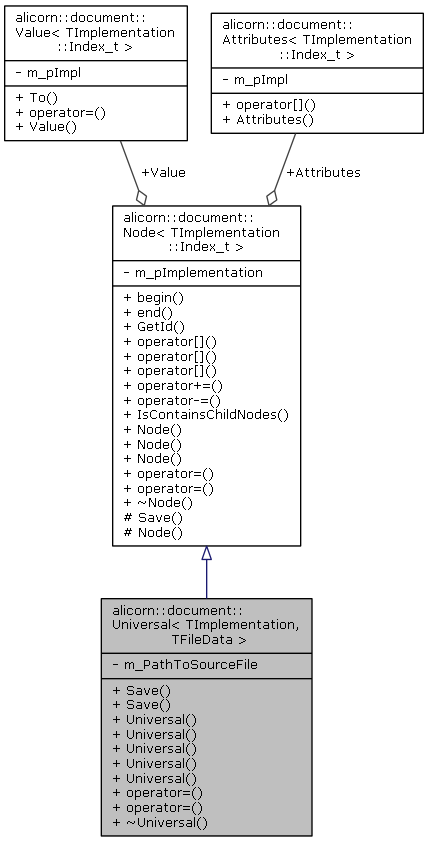 alicorn::document::
Value< TImplementation
::Index_t >
- m_pImpl
+ To()
+ operator=()
+ Value()
alicorn::document::
Attributes< TImplementation
::Index_t >
- m_pImpl
+ operator[]()
+ Attributes()
+Value
+Attributes
alicorn::document::
Node< TImplementation
::Index_t >
- m_pImplementation
+ begin()
+ end()
+ GetId()
+ operator[]()
+ operator[]()
+ operator[]()
+ operator+=()
+ operator-=()
+ IsContainsChildNodes()
+ Node()
+ Node()
+ Node()
+ operator=()
+ operator=()
+ ~Node()
# Save()
# Node()
alicorn::document::
Universal< TImplementation,
TFileData >
- m_PathToSourceFile
+ Save()
+ Save()
+ Universal()
+ Universal()
+ Universal()
+ Universal()
+ Universal()
+ operator=()
+ operator=()
+ ~Universal()